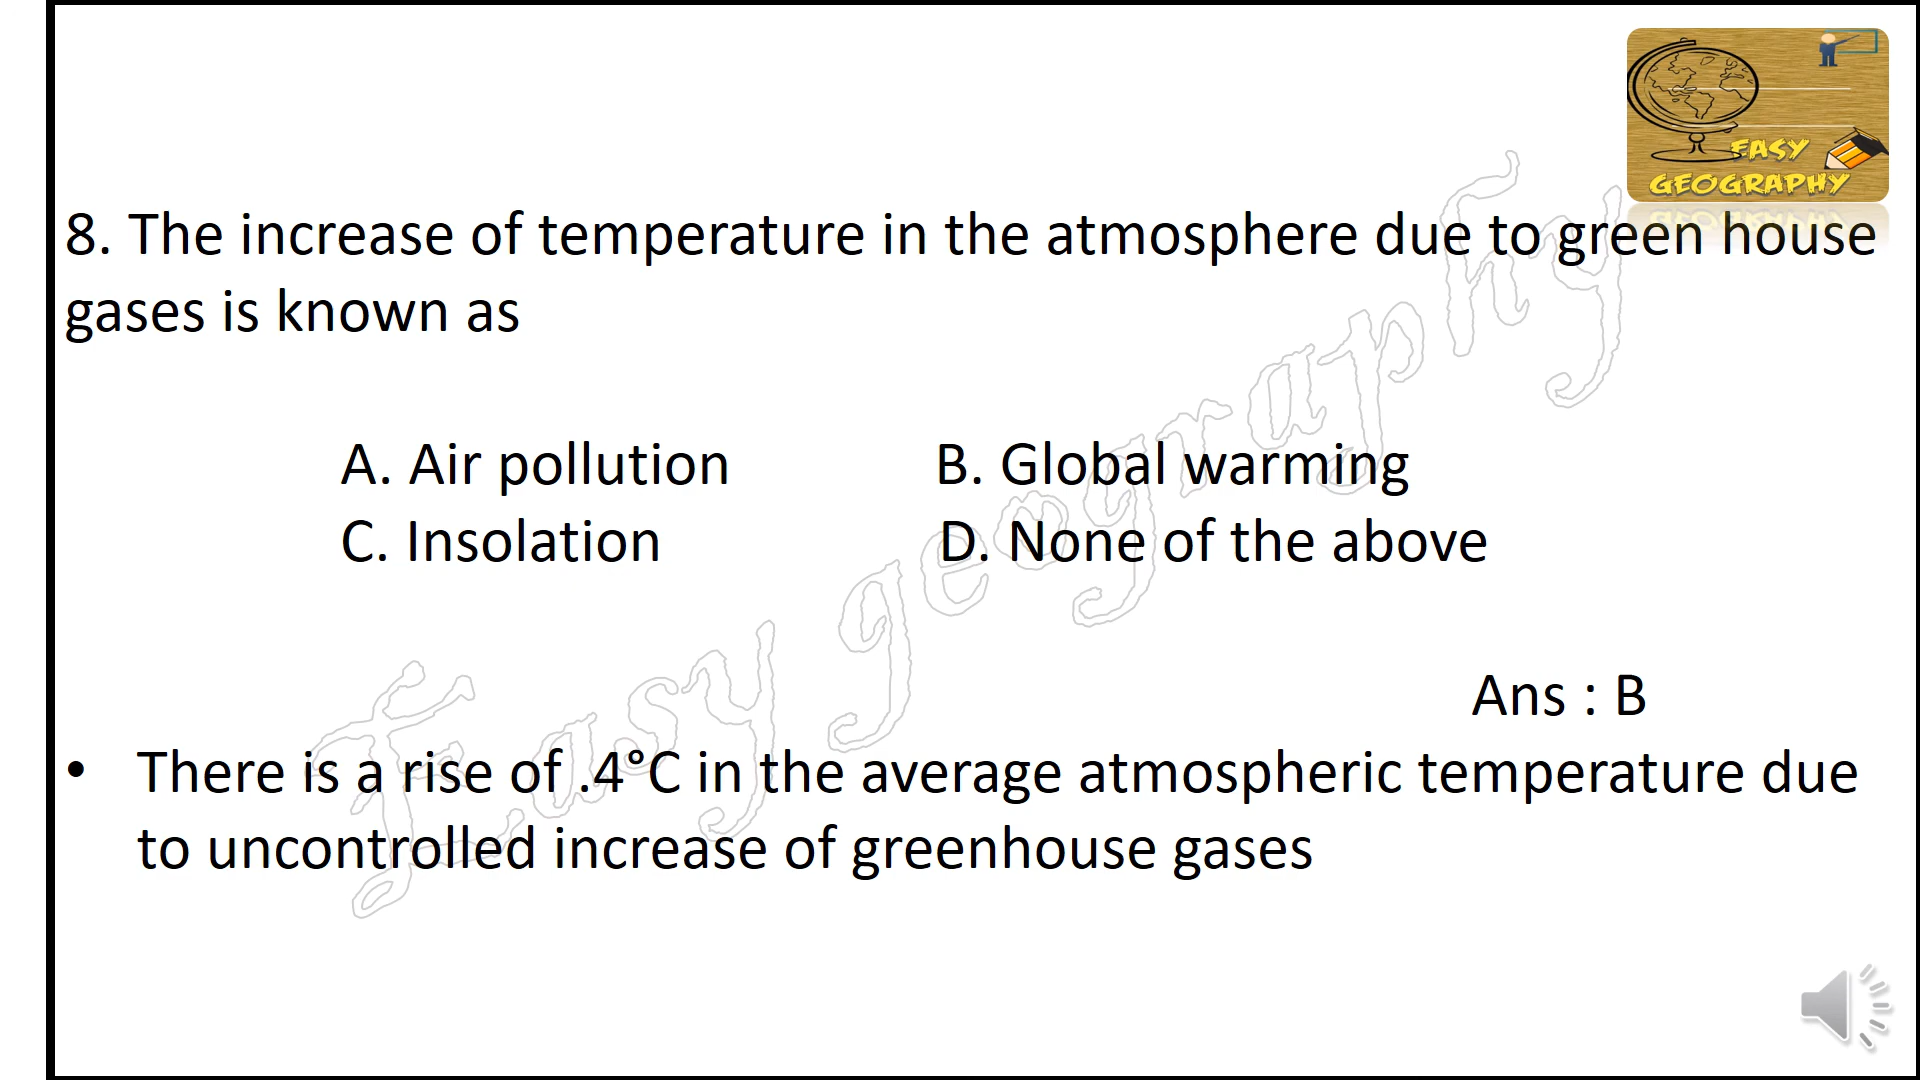 EASY
GEOGRAPHY
8. The increase of temperature in the atmosphere due to green house
gases is known as
A. Air pollution B. Global warming
C. Insolation D. None of the above
Ans : B
• There is a rise of .4°C in the average atmospheric temperature due
to uncontrolled increase of greenhouse gases
Easy geography